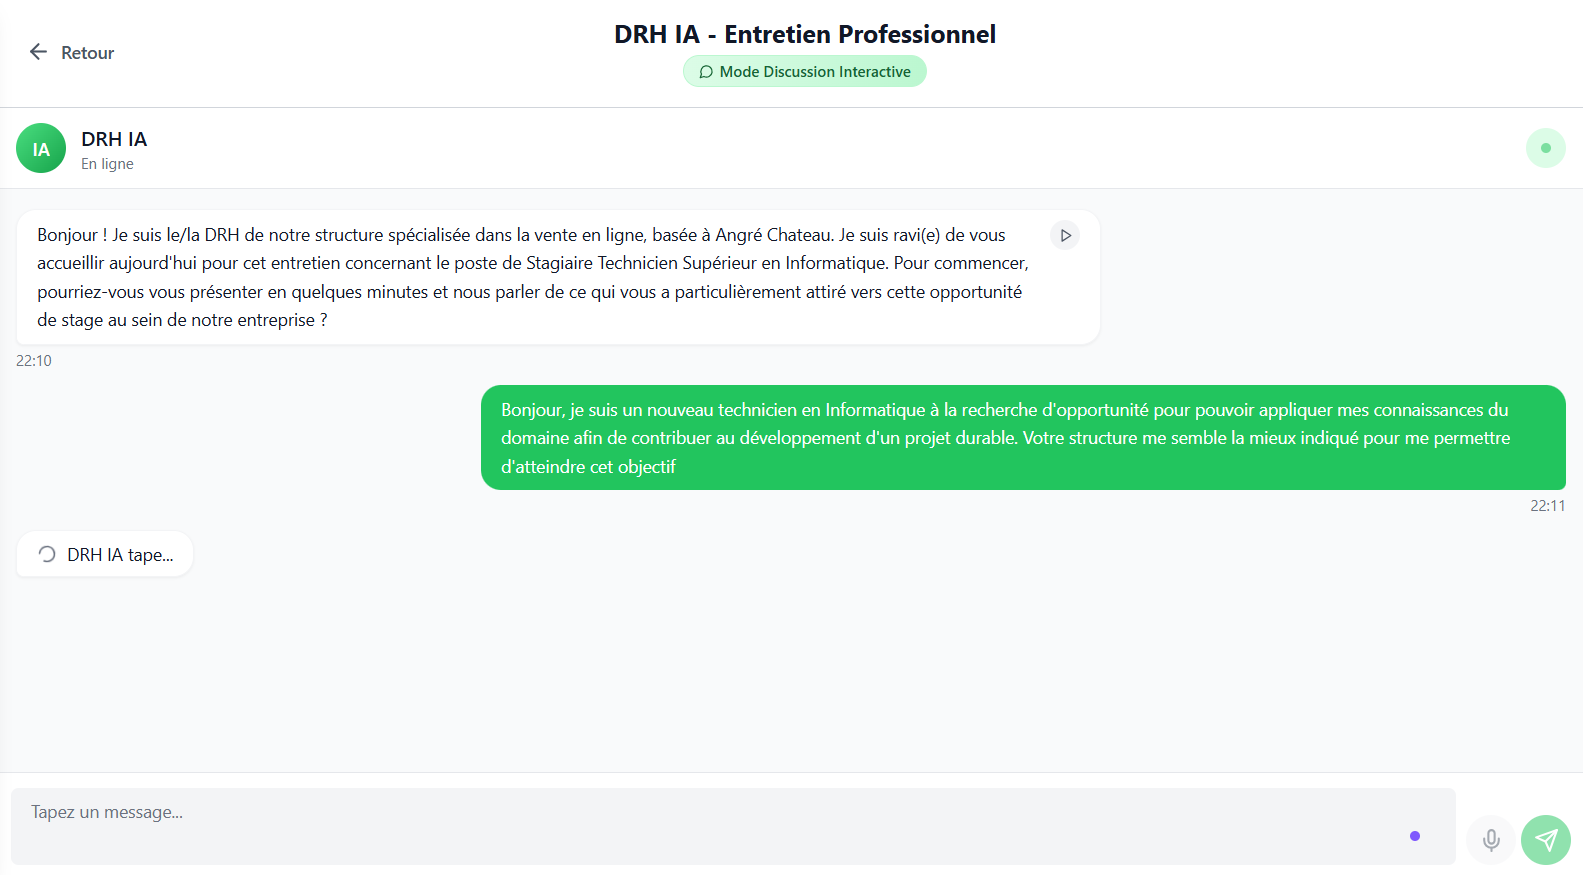 Retour
DRH IA - Entretien Professionnel
Mode Discussion Interactive
IA
DRH IA
En ligne
Bonjour ! Je suis le/la DRH de notre structure spécialisée dans la vente en ligne, basée à Angré Chateau. Je suis ravi(e) de vous
accueillir aujourd'hui pour cet entretien concernant le poste de Stagiaire Technicien Supérieur en Informatique. Pour commencer,
pourriez-vous vous présenter en quelques minutes et nous parler de ce qui vous a particulièrement attiré vers cette opportunité
de stage au sein de notre entreprise ?
22:10
Bonjour, je suis un nouveau technicien en Informatique à la recherche d'opportunité pour pouvoir appliquer mes connaissances du
domaine afin de contribuer au développement d'un projet durable. Votre structure me semble la mieux indiqué pour me permettre
d'atteindre cet objectif
22:11
DRH IA tape...
Tapez un message...